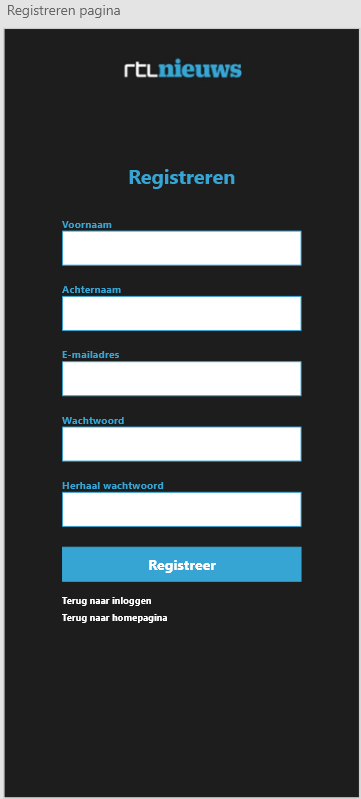 Registreren pagina
rtlnieuws
Registreren
Voornaam
Achternaam
E-mailadres
Wachtwoord
Herhaal wachtwoord
Registreer
Terug naar inloggen
Terug naar homepagina